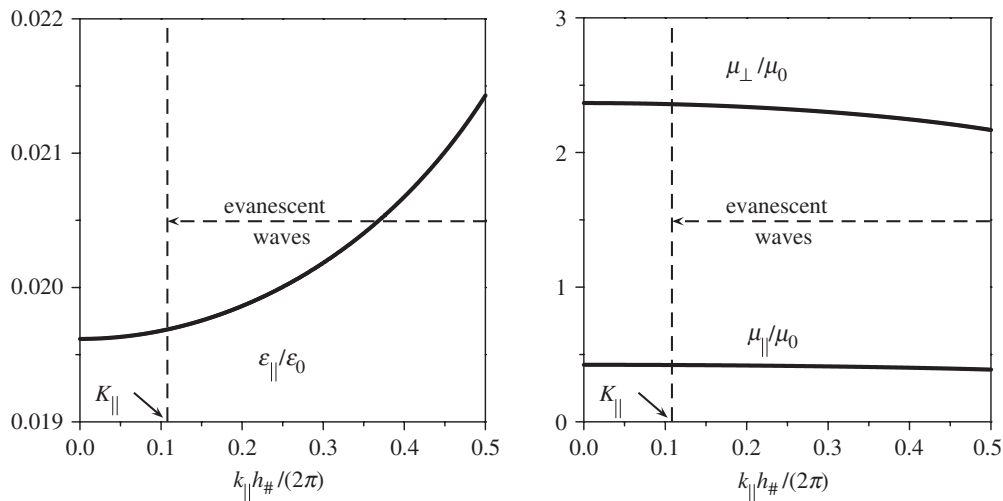 0.022
0.021
0.020
0.019
evanescent
waves
ε||/ε0
K||
0.0 0.1 0.2 0.3 0.4 0.5
k||h#/(2π)
3
2
1
0
μ⊥/μ0
evanescent
waves
μ||/μ0
K||
0.0 0.1 0.2 0.3 0.4 0.5
k||h#/(2π)